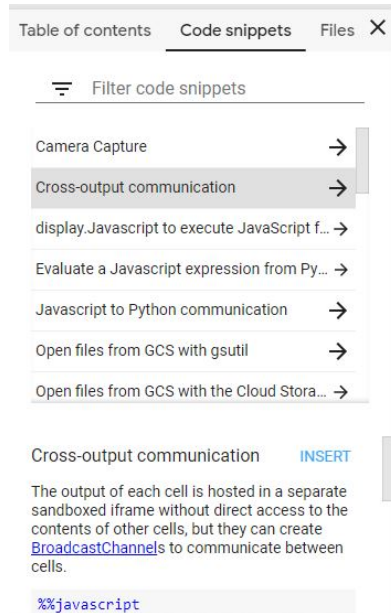 Table of contents Code snippets Files
Filter code snippets
Camera Capture
Cross-output communication
display.Javascript to execute JavaScript f...
Evaluate a Javascript expression from Py...
Javascript to Python communication
Open files from GCS with gsutil
Open files from GCS with the Cloud Stora...
Cross-output communication INSERT
The output of each cell is hosted in a separate
sandboxed iframe without direct access to the
contents of other cells, but they can create
BroadcastChannels to communicate between
cells.
%%javascript